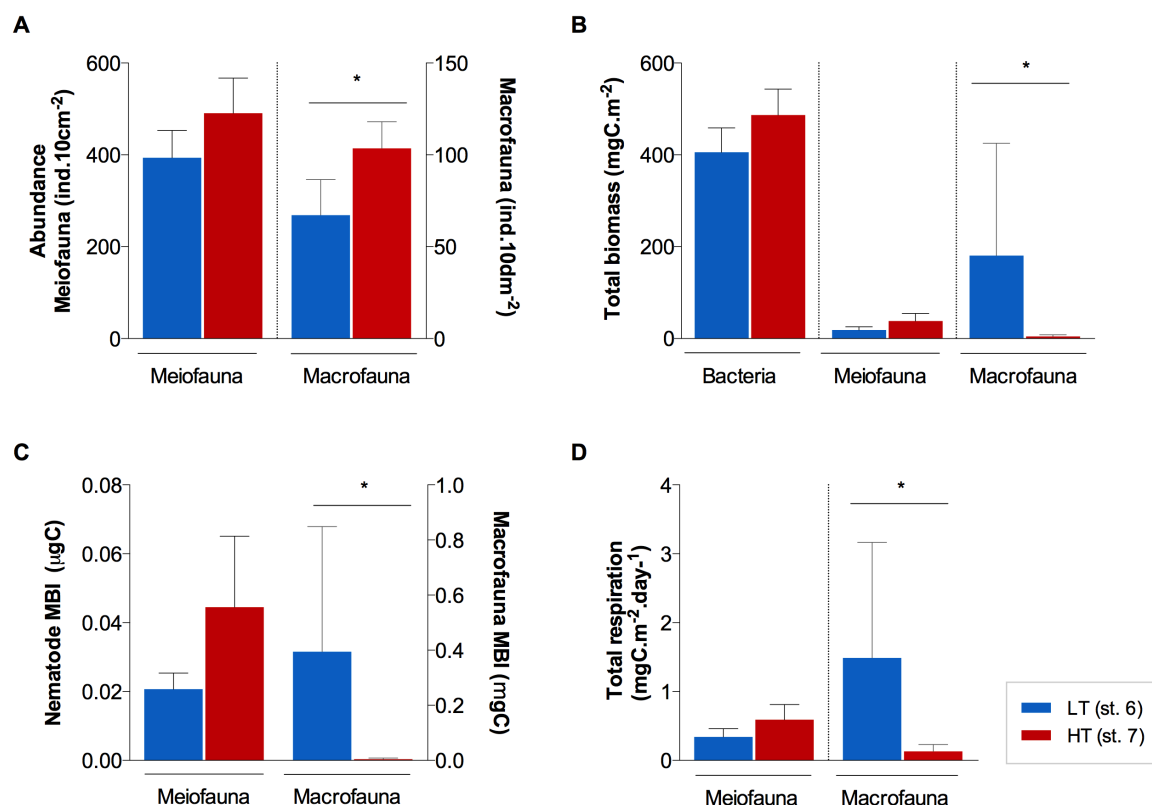 A
Abundance
Meiofauna (ind.10cm-2)
600
400
200
0
*
150
100
50
0
Macrofauna (ind.10dm-2)
Meiofauna
Macrofauna
B
Total biomass (mgC.m-2)
600
400
200
0
*
Bacteria
Meiofauna
Macrofauna
C
Nematode MBI (µgC)
0.08
0.06
0.04
0.02
0.00
*
1.0
0.8
0.6
0.4
0.2
0.0
Macrofauna MBI (mgC)
Meiofauna
Macrofauna
D
Total respiration
(mgC.m-2.day-1)
4
3
2
1
0
*
Meiofauna
Macrofauna
LT (st. 6)
HT (st. 7)